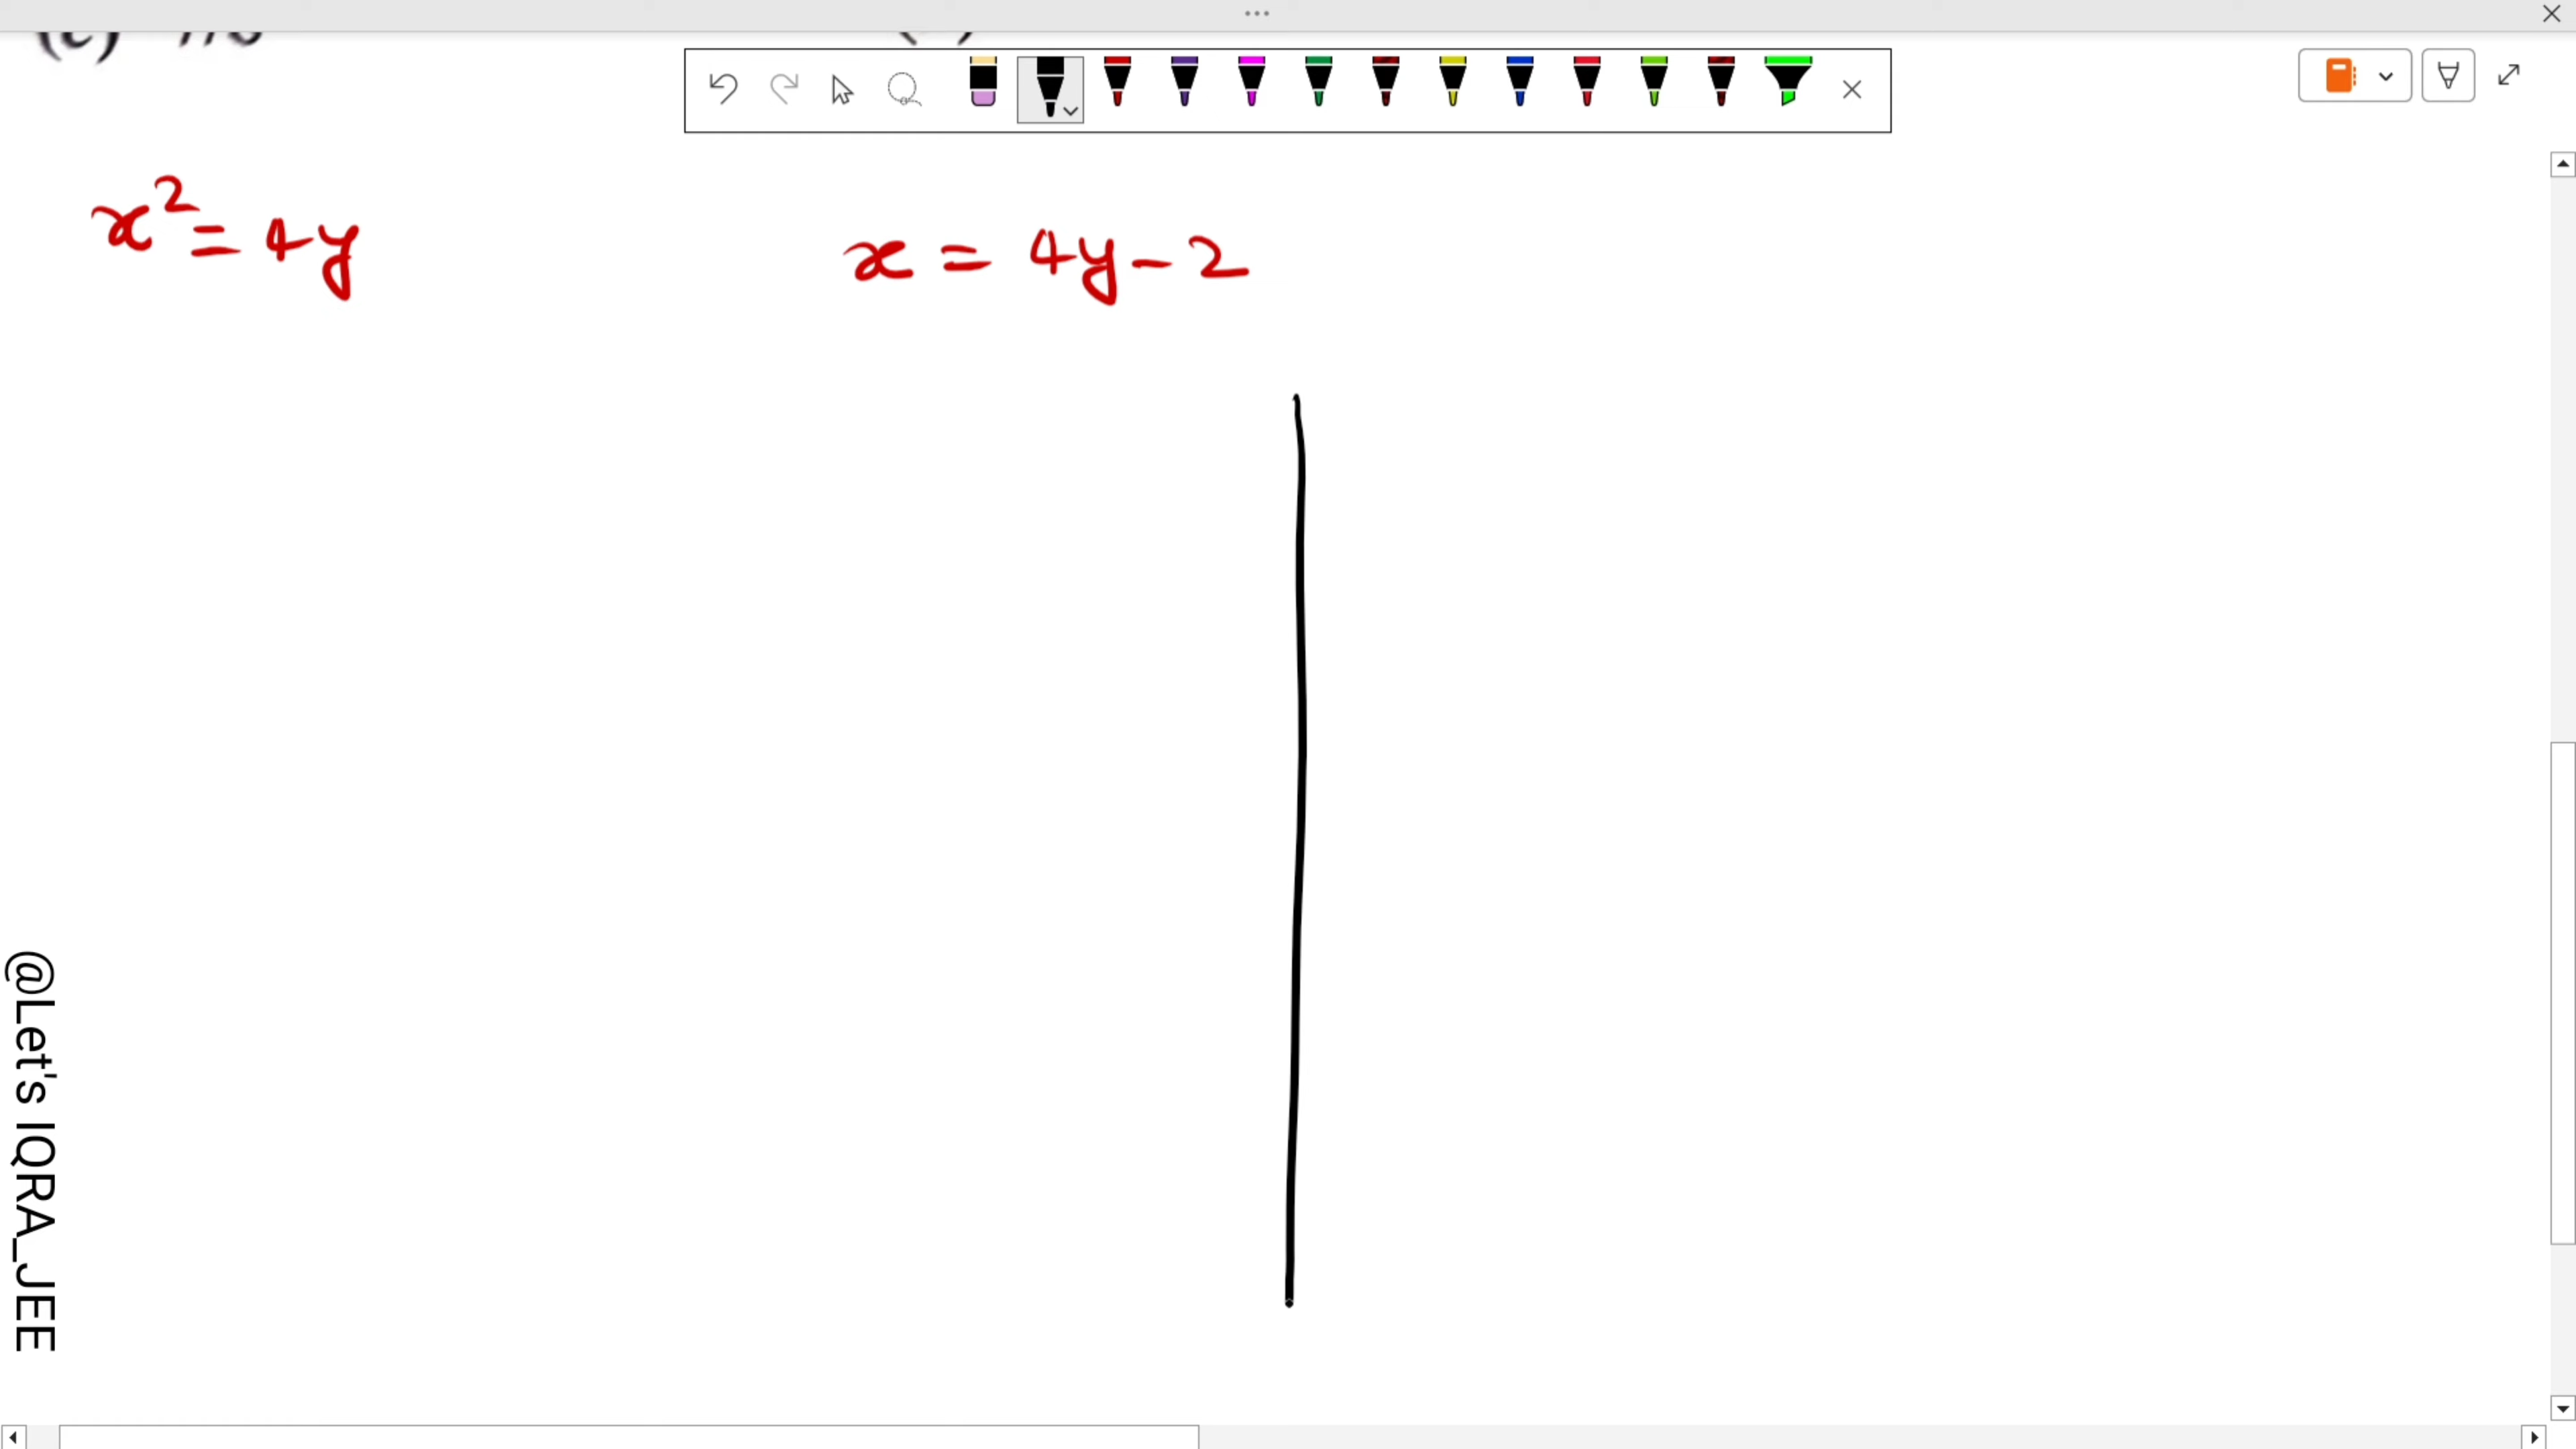 x² = 4y
x = 4y - 2
@Let's IQRA_JEE